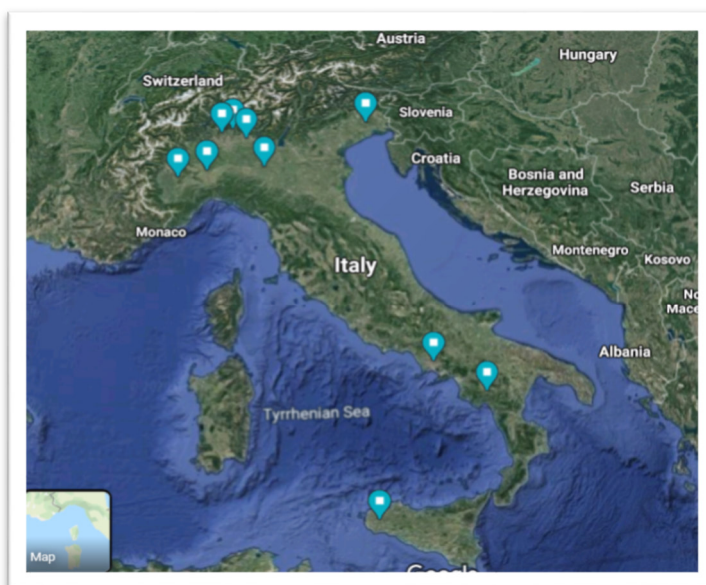 Austria
Hungary
Switzerland
Slovenia
Croatia
Bosnia and
Herzegovina
Serbia
Monaco
Montenegro
Kosovo
Italy
Albania
Tyrrhenian Sea
Map